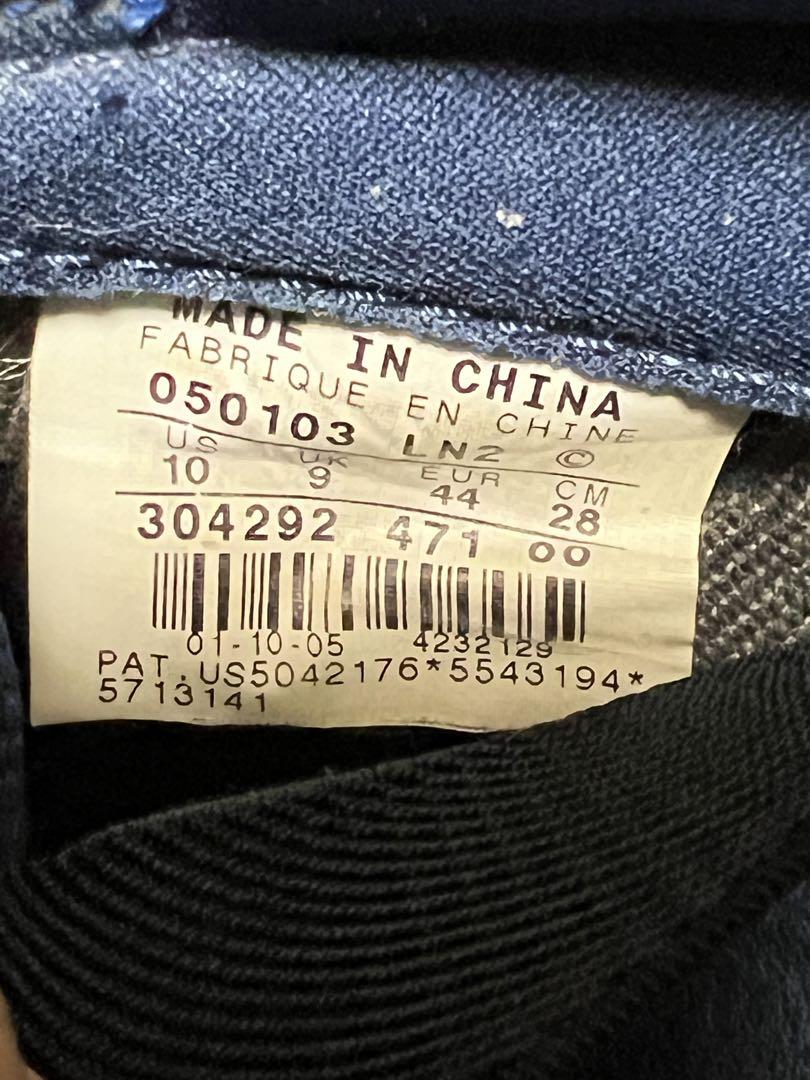 MADE IN CHINA
FABRIQUE EN CHINE
050103 LN2 ©
US UK EUR CM
10 9 44 28
304292 471 00
01-10-05 4232129
PAT.US5042176*5543194*
5713141